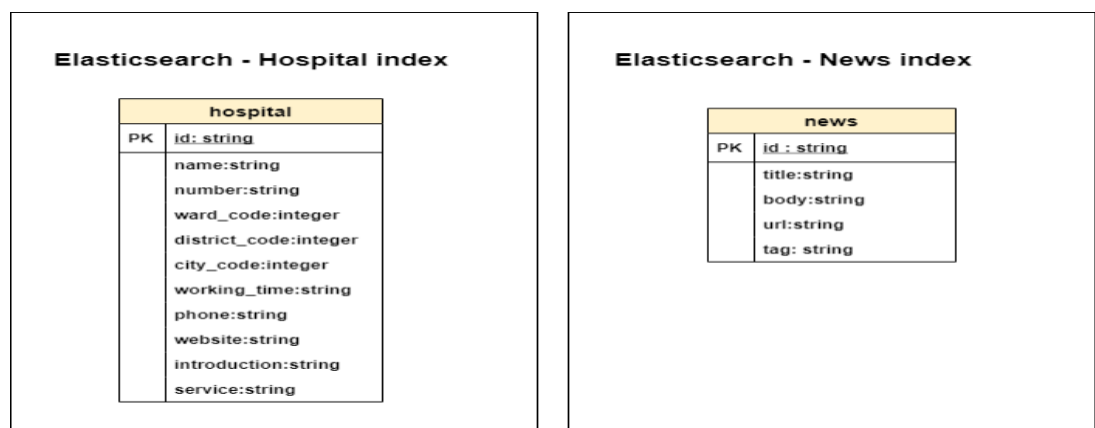 Elasticsearch - Hospital index
hospital
PK id: string
name:string
number:string
ward_code:integer
district_code:integer
city_code:integer
working_time:string
phone:string
website:string
introduction:string
service:string
Elasticsearch - News index
news
PK id : string
title:string
body:string
url:string
tag: string